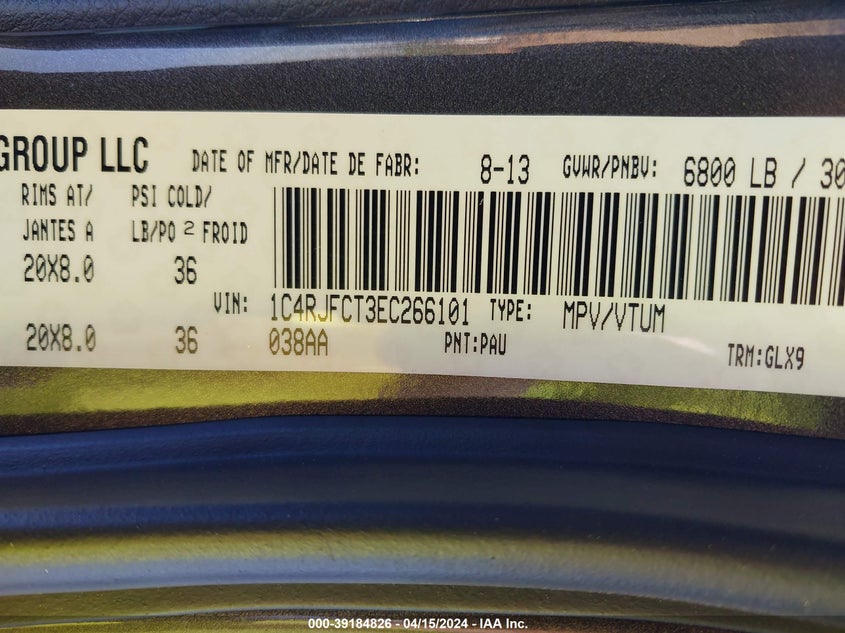 GROUP LLC DATE OF MFR/DATE DE FABR: 8-13 GVWR/PNBV: 6800 LB / 30
RIMS AT/ PSI COLD/
JANTES A LB/PO 2 FROID
20X8.0 36
VIN: 1C4RJFCT3EC266101 TYPE: MPV/VTUM
20X8.0 36 038AA PNT:PAU TRM:GLX9
000-39184826 - 04/15/2024 - IAA Inc.